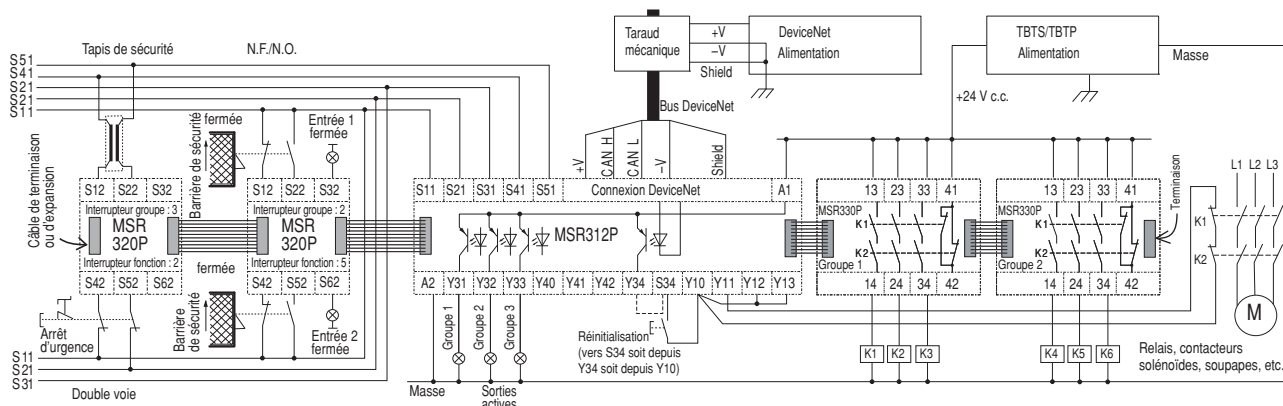 Tapis de sécurité
N.F./N.O.
S51
S41
S21
S21
S11
Câble de terminaison
ou d'expansion
S12 S22 S32
Interrupteur groupe : 3
MSR
320P
Interrupteur fonction : 2
S42 S52 S62
Arrêt
d'urgence
S11
S21
S31
Double voie
Barrière de sécurité
fermée
Entrée 1
fermée
S12 S22 S32
Interrupteur groupe : 2
MSR
320P
Interrupteur fonction : 5
S42 S52 S62
fermée
Barrière
de sécurité
Entrée 2
fermée
Taraud
mécanique
+V
–V
Shield
DeviceNet
Alimentation
Bus DeviceNet
+V
CAN H
CAN L
–V
Shield
S11 S21 S31 S41 S51 Connexion DeviceNet A1
MSR312P
A2 Y31 Y32 Y33 Y40 Y41 Y42 Y34 S34 Y10 Y11 Y12 Y13
Groupe 1
Groupe 2
Groupe 3
Masse
Sorties
actives
Réinitialisation
(vers S34 soit depuis
Y34 soit depuis Y10)
TBTS/TBTP
Alimentation
Masse
+24 V c.c.
13 23 33 41
MSR330P
K1
K2
Groupe 1
14 24 34 42
K1 K2 K3
13 23 33 41
MSR330P
K1
K2
Groupe 2
14 24 34 42
K4 K5 K6
Terminaison
L1 L2 L3
K1
K2
M
Relais, contacteurs
solénoïdes, soupapes, etc.